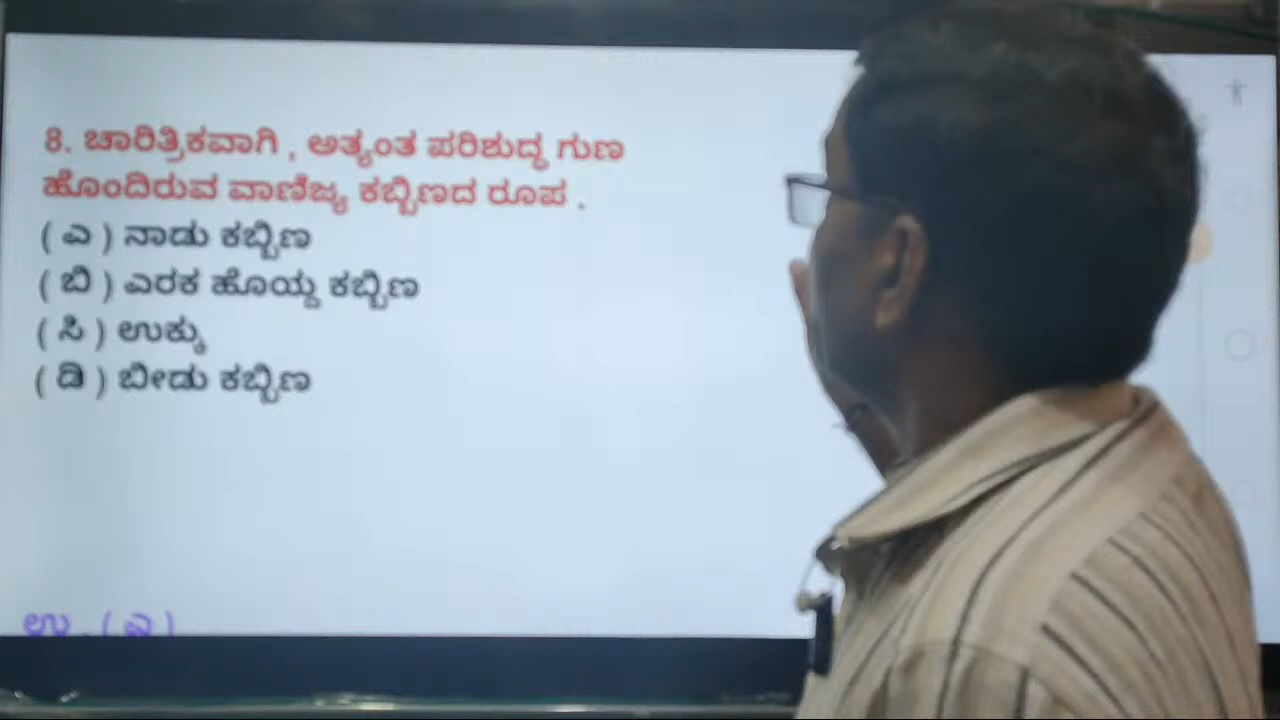 8. ಚಾರಿತ್ರಿಕವಾಗಿ , ಅತ್ಯಂತ ಪರಿಶುದ್ಧ ಗುಣ
ಹೊಂದಿರುವ ವಾಣಿಜ್ಯ ಕಬ್ಬಿಣದ ರೂಪ .
( ಎ ) ನಾಡು ಕಬ್ಬಿಣ
( ಬಿ ) ಎರಕ ಹೊಯ್ದ ಕಬ್ಬಿಣ
( ಸಿ ) ಉಕ್ಕು
( ಡಿ ) ಬೀಡು ಕಬ್ಬಿಣ
ಉ . ( ಎ )